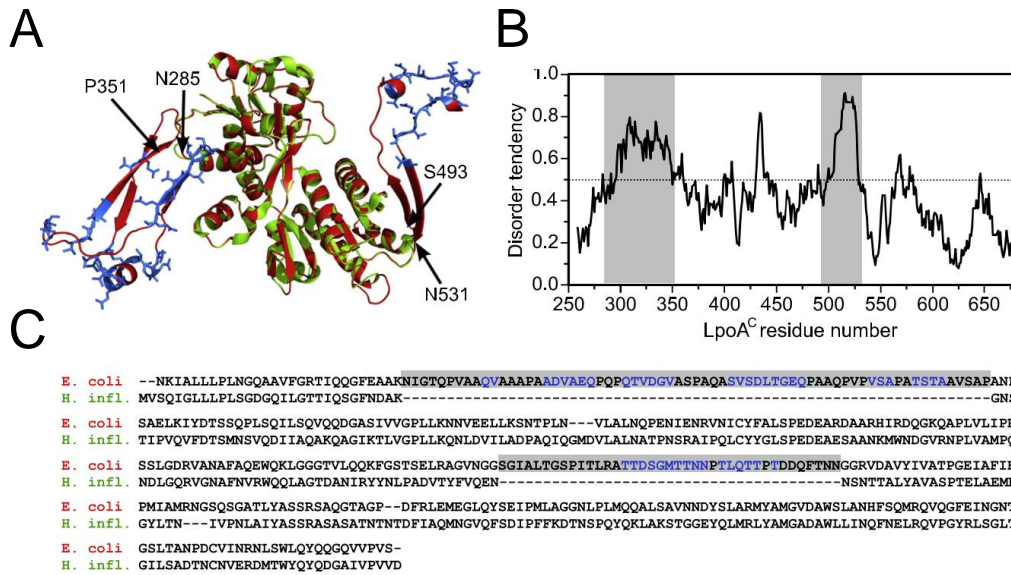 A
B
C
P351
N285
S493
N531
Disorder tendency
1.0
0.8
0.6
0.4
0.2
0.0
250 300 350 400 450 500 550 600 650
LpoA^C residue number
E. coli --NKIALLLPLNGQAAVFGRTIQQGFEAAKNIGTQPVAAQVAAAPAADVAEQPQPQTVDGVASPAQASVSDLTGEQPAAQPVPVSAPATSTAAVSAPAN
H. infl. MVSQIGLLLPLSGDGQILGTTIQSGFNDAK-------------------------------------------------------------------GNS
E. coli SAELKIYDTSSQPLSQILSQVQQDGASIVVGPLLKNNVEELLKSNTPLN---VLALNQPENIENRVNICYFALSPEDEARDAARHIRDQGKQAPLVLIP
H. infl. TIPVQVFDTSMNSVQDIIAQAKQAGIKTLVGPLLKQNLDVILADPAQIQGMDVLALNATPNSRAIPQLCYYGLSPEDEAESAANKMWNDGVRNPLVAMP
E. coli SSLGDRVANAFAQEWQKLGGGTVLQQKFGSTSELRAGVNGGSGIALTGSPITLRATTDSGMTTNNPTLQTTPTDDQFTNNGGRVDAVYIVATPGEIAFI
H. infl. NDLGQRVGNAFNVRWQQLAGTDANIRYYNLPADVTYFVQEN---------------------------------------NSNTTALYAVASPTELAEM
E. coli PMIAMRNGSQSGATLYASSRSAQGTAGP--DFRLEMEGLQYSEIPMLAGGNLPLMQQALSAVNNDYSLARMYAMGVDAWSLANHFSQMRQVQGFEINGN
H. infl. GYLTN---IVPNLAIYASSRASASATNTNTDFIAQMNGVQFSDIPFFKDTNSPQYQKLAKSTGGEYQLMRLYAMGADAWLLINQFNELRQVPGYRLSGL
E. coli GSLTANPDCVINRNLSWLQYQQGQVVPVS-
H. infl. GILSADTNCNVERDMTWYQYQDGAIVPVVD